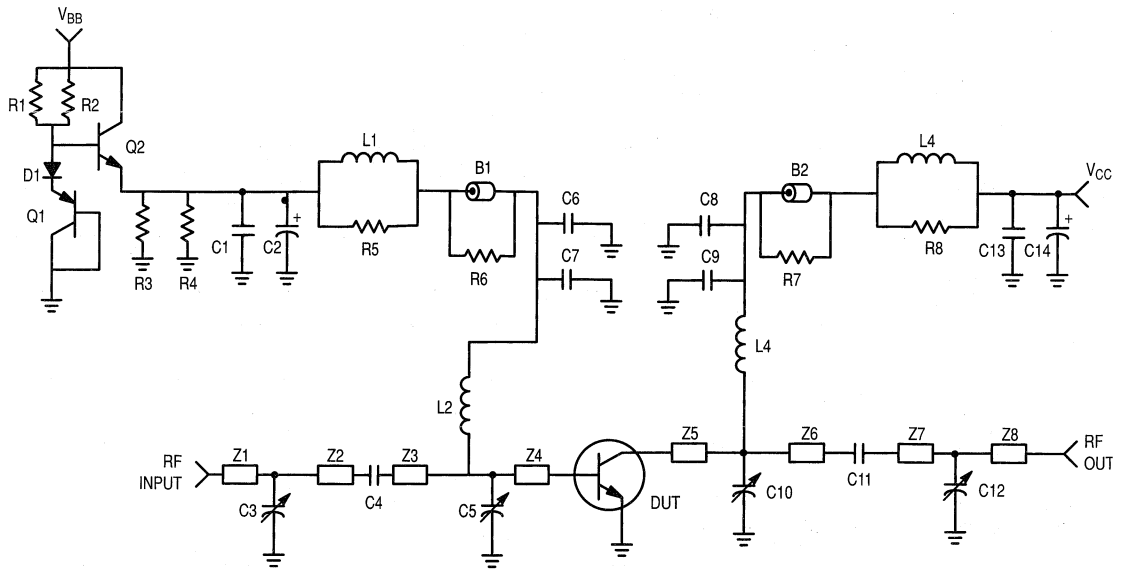 VBB
R1
R2
Q2
D1
Q1
R3
R4
C1
C2
+
L1
R5
B1
R6
C6
C7
C8
C9
B2
R7
L4
R8
VCC
C13
C14
+
L4
L2
RF
INPUT
Z1
Z2
Z3
Z4
C3
C4
C5
DUT
Z5
Z6
Z7
Z8
C10
C11
C12
RF
OUT